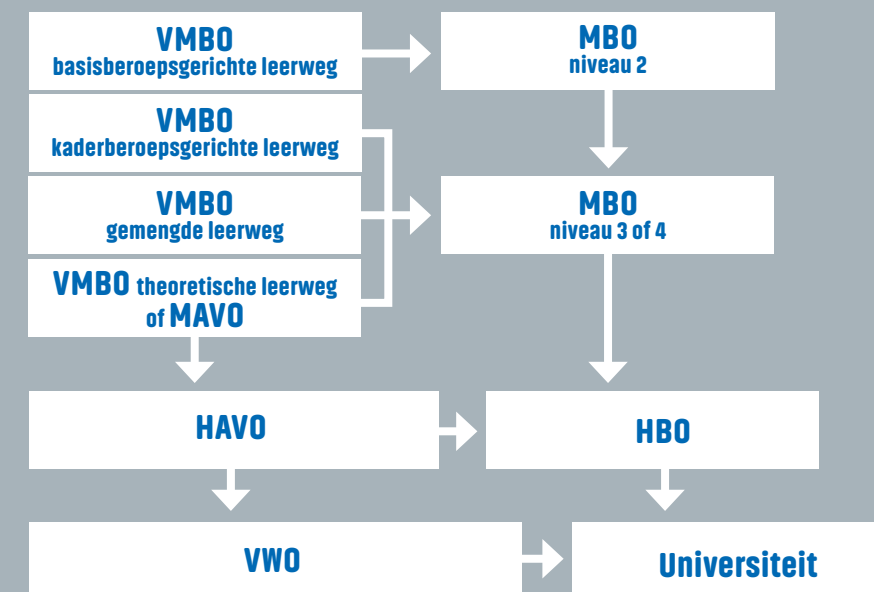 VMBO
basisberoepsgerichte leerweg
MBO
niveau 2
VMBO
kaderberoepsgerichte leerweg
VMBO
gemengde leerweg
MBO
niveau 3 of 4
VMBO theoretische leerweg
of MAVO
HAVO
HBO
VWO
Universiteit